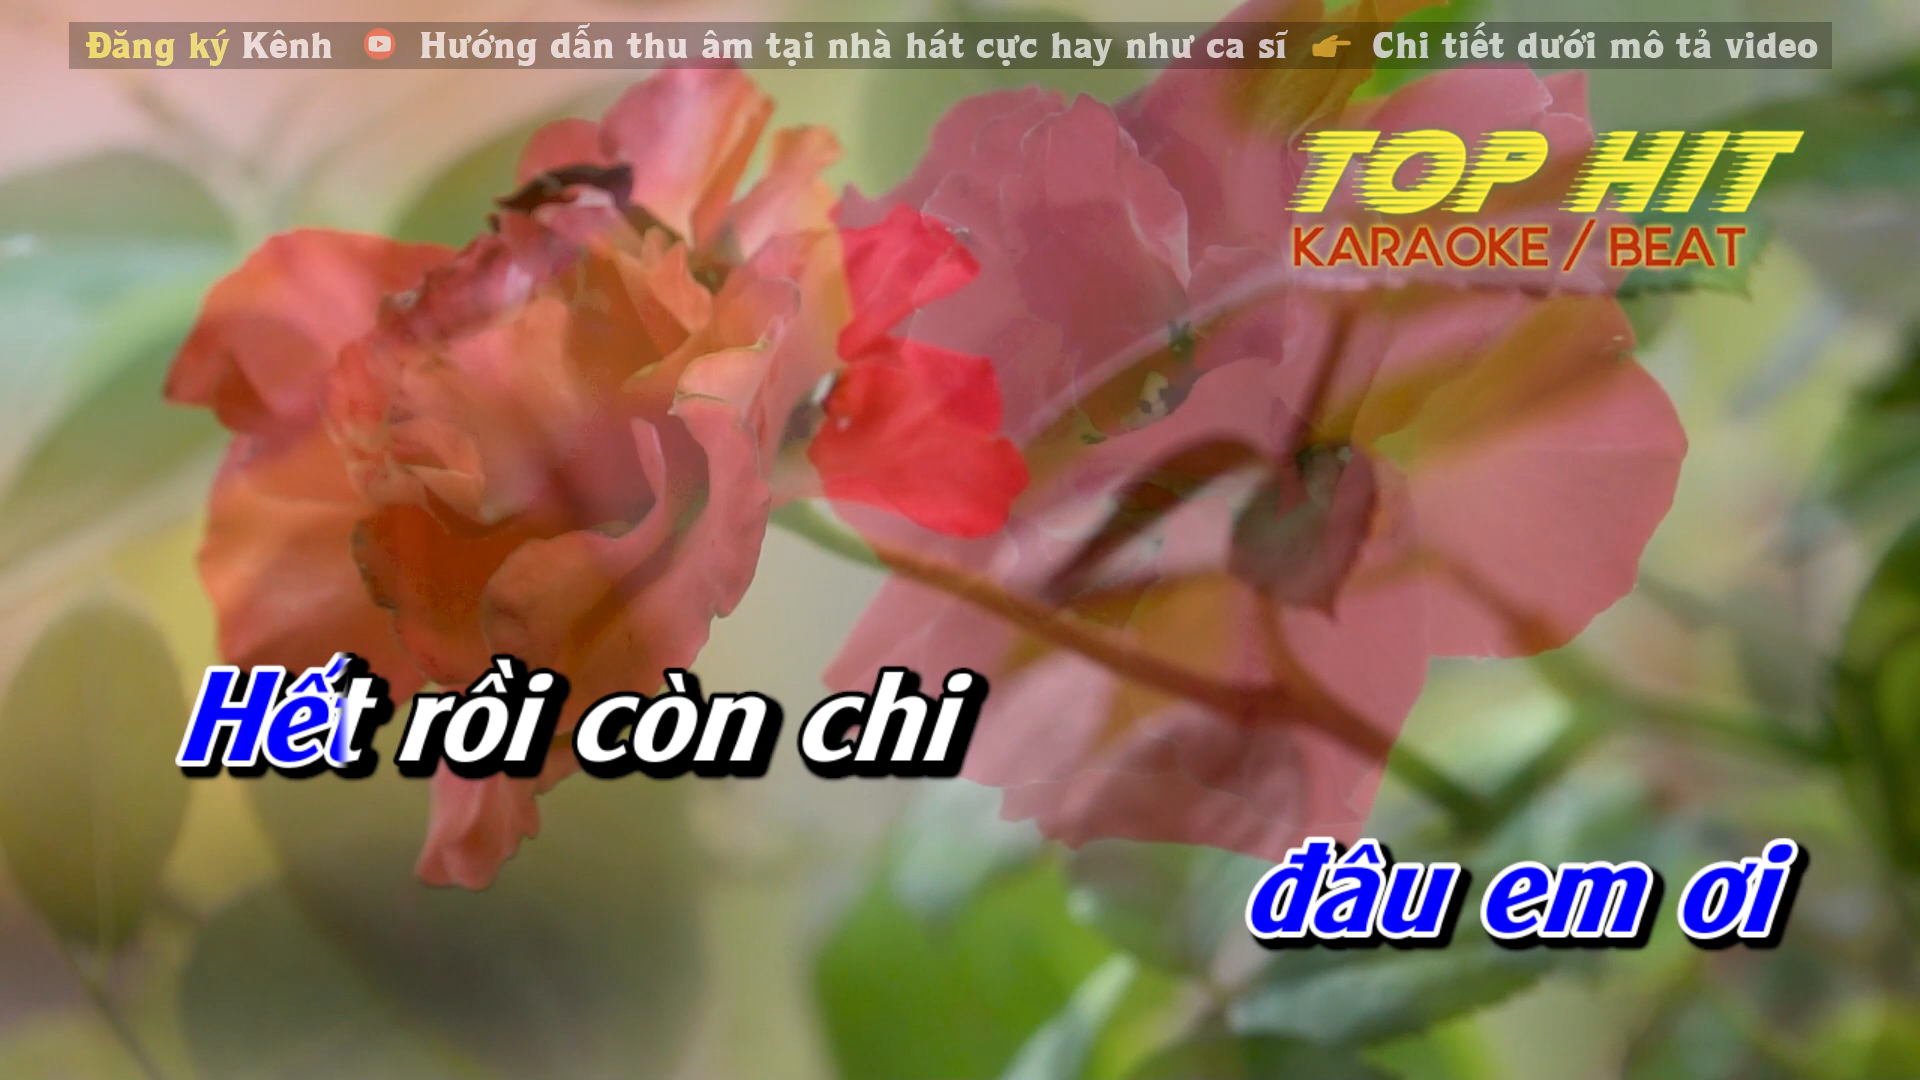 Đăng ký Kênh Hướng dẫn thu âm tại nhà hát cực hay như ca sĩ Chi tiết dưới mô tả video
TOP HIT
KARAOKE / BEAT
Hết rồi còn chi
đâu em ơi